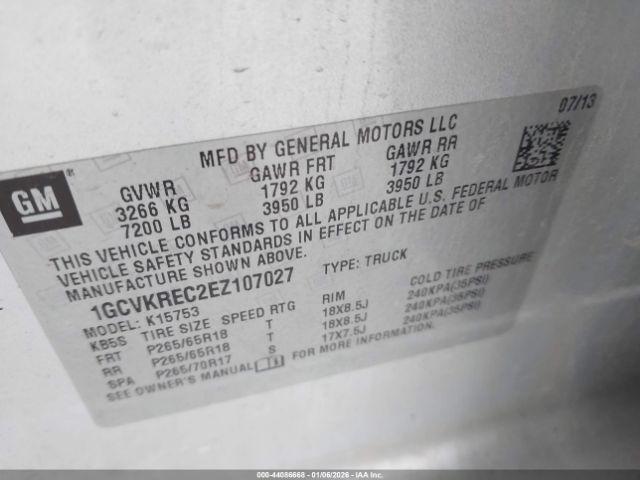 07/13
GM
®
MFD BY GENERAL MOTORS LLC
GVWR GAWR FRT GAWR RR
3266 KG 1792 KG 1792 KG
7200 LB 3950 LB 3950 LB
THIS VEHICLE CONFORMS TO ALL APPLICABLE U.S. FEDERAL MOTOR
VEHICLE SAFETY STANDARDS IN EFFECT ON THE DATE OF
MANUFACTURE SHOWN ABOVE.
1GCVKREC2EZ107027 TYPE: TRUCK
MODEL: K15753
KB5S TIRE SIZE SPEED RTG RIM COLD TIRE PRESSURE
FRT P265/65R18 T 18X8.5J 240KPA(35PSI)
RR P265/65R18 T 18X8.5J 240KPA(35PSI)
SPA P265/70R17 S 17X7.5J 240KPA(35PSI)
SEE OWNER'S MANUAL FOR MORE INFORMATION.
000-44086668 - 01/06/2026 - IAA, Inc.